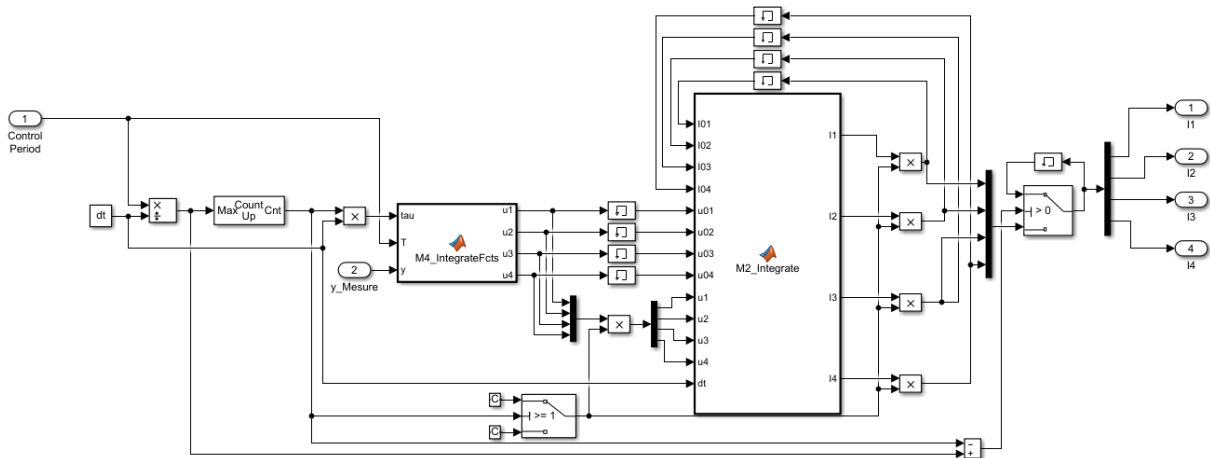 1
Control
Period
dt
×
÷
Max
Count
Up
Cnt
×
2
y_Mesure
tau
T
y
M4_IntegrateFcts
u1
u2
u3
u4
×
C
>= 1
C
I01
I02
I03
I04
u01
u02
u03
u04
u1
u2
u3
u4
dt
M2_Integrate
I1
I2
I3
I4
×
×
×
×
> 0
−
+
1
I1
2
I2
3
I3
4
I4